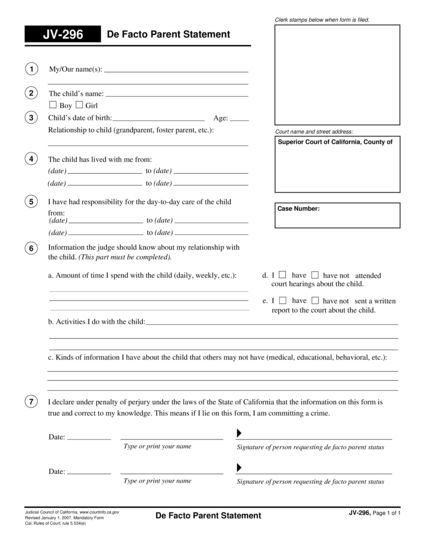 Clerk stamps below when form is filed.
JV-296 De Facto Parent Statement
1 My/Our name(s):
2 The child's name:
Boy Girl
3 Child's date of birth: Age:
Relationship to child (grandparent, foster parent, etc.):
Court name and street address:
Superior Court of California, County of
4 The child has lived with me from:
(date) to (date)
(date) to (date)
5 I have had responsibility for the day-to-day care of the child
from:
(date) to (date)
(date) to (date)
Case Number:
6 Information the judge should know about my relationship with
the child. (This part must be completed).
a. Amount of time I spend with the child (daily, weekly, etc.):
d. I have have not attended
court hearings about the child.
e. I have have not sent a written
report to the court about the child.
b. Activities I do with the child:
c. Kinds of information I have about the child that others may not have (medical, educational, behavioral, etc.):
7 I declare under penalty of perjury under the laws of the State of California that the information on this form is
true and correct to my knowledge. This means if I lie on this form, I am committing a crime.
Date:
Type or print your name Signature of person requesting de facto parent status
Date:
Type or print your name Signature of person requesting de facto parent status
Judicial Council of California, www.courtinfo.ca.gov
Revised January 1, 2007, Mandatory Form
Cal. Rules of Court, rule 5.534(e)
De Facto Parent Statement
JV-296, Page 1 of 1